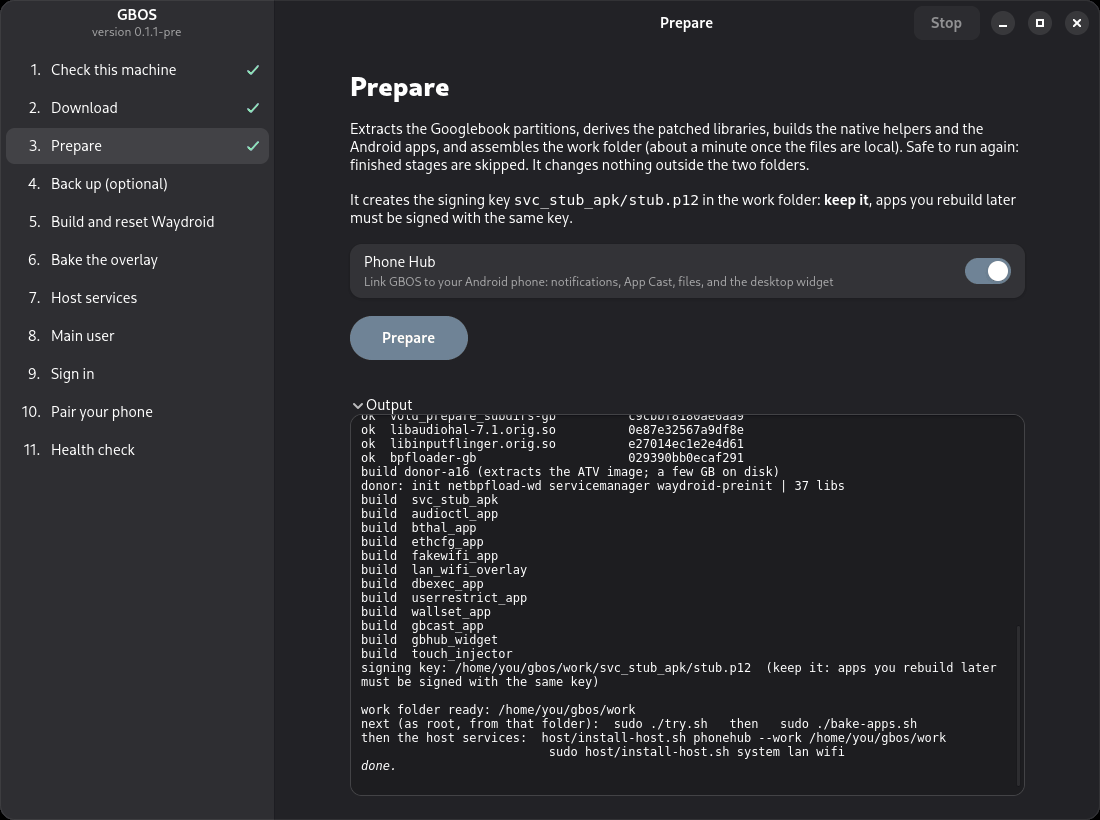 GBOS
version 0.1.1-pre
Prepare
Stop
1. Check this machine
2. Download
3. Prepare
4. Back up (optional)
5. Build and reset Waydroid
6. Bake the overlay
7. Host services
8. Main user
9. Sign in
10. Pair your phone
11. Health check
Prepare
Extracts the Googlebook partitions, derives the patched libraries, builds the native helpers and the
Android apps, and assembles the work folder (about a minute once the files are local). Safe to run again:
finished stages are skipped. It changes nothing outside the two folders.
It creates the signing key svc_stub_apk/stub.p12 in the work folder: keep it, apps you rebuild later
must be signed with the same key.
Phone Hub
Link GBOS to your Android phone: notifications, App Cast, files, and the desktop widget
Prepare
Output
ok vold_prepare_subdirs-gb c9cbbf8180ae6aa9
ok libaudiohal-7.1.orig.so 0e87e32567a9df8e
ok libinputflinger.orig.so e27014ec1e2e4d61
ok bpfloader-gb 029390bb0ecaf291
build donor-a16 (extracts the ATV image; a few GB on disk)
donor: init netbpfload-wd servicemanager waydroid-preinit | 37 libs
build svc_stub_apk
build audioctl_app
build bthal_app
build ethcfg_app
build fakewifi_app
build lan_wifi_overlay
build dbexec_app
build userrestrict_app
build wallset_app
build gbcast_app
build gbhub_widget
build touch_injector
signing key: /home/you/gbos/work/svc_stub_apk/stub.p12 (keep it: apps you rebuild later
must be signed with the same key)
work folder ready: /home/you/gbos/work
next (as root, from that folder): sudo ./try.sh then sudo ./bake-apps.sh
then the host services: host/install-host.sh phonehub --work /home/you/gbos/work
sudo host/install-host.sh system lan wifi
done.